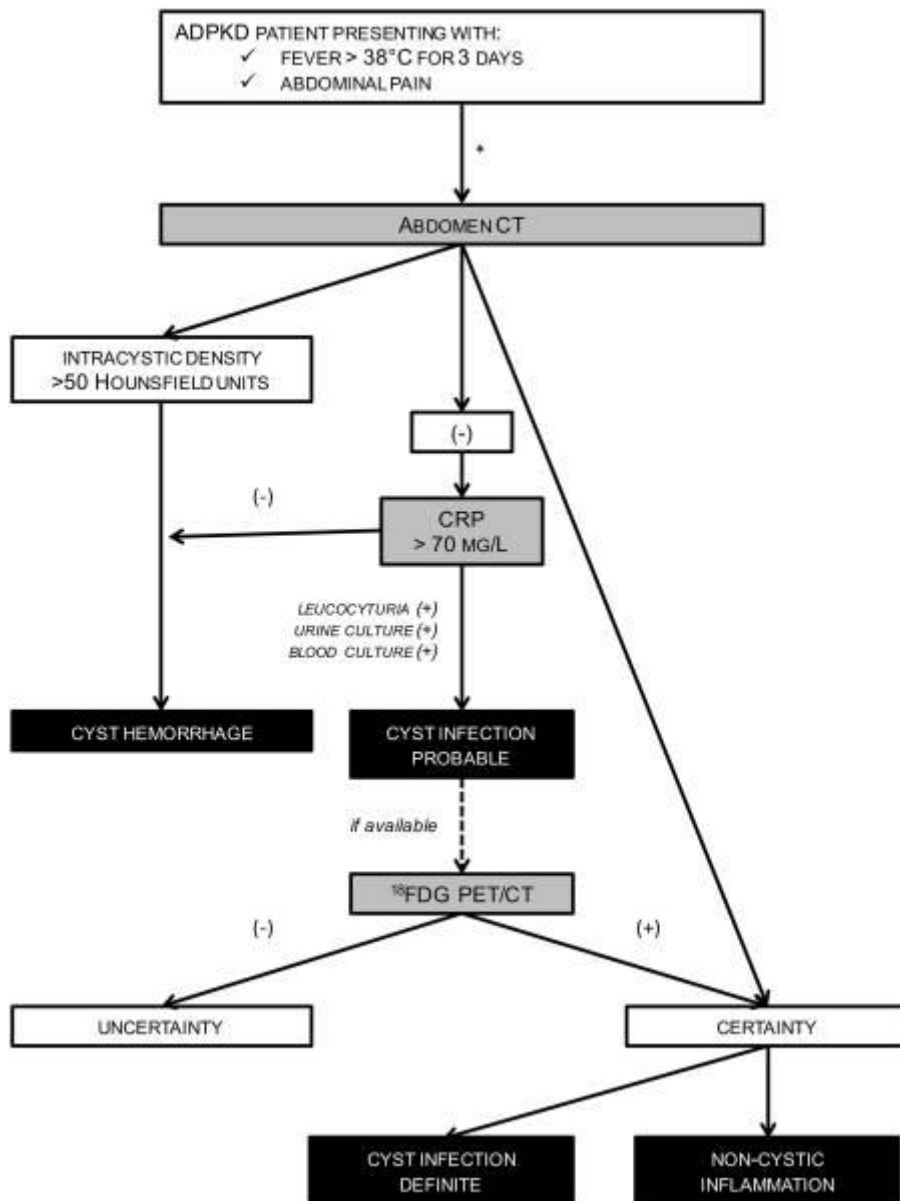 ADPKD PATIENT PRESENTING WITH:
✓ FEVER > 38°C FOR 3 DAYS
✓ ABDOMINAL PAIN
*
ABDOMEN CT
INTRACYSTIC DENSITY
>50 HOUNSFIELD UNITS
(-)
(-)
CRP
> 70 MG/L
LEUCOCYTURIA (+)
URINE CULTURE (+)
BLOOD CULTURE (+)
CYST HEMORRHAGE
CYST INFECTION
PROBABLE
if available
¹⁸FDG PET/CT
(-)
(+)
UNCERTAINTY
CERTAINTY
CYST INFECTION
DEFINITE
NON-CYSTIC
INFLAMMATION